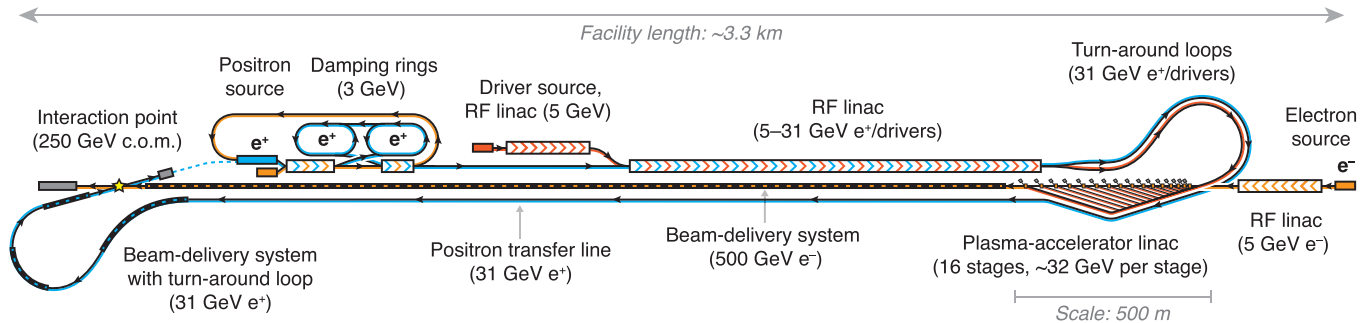 Facility length: ~3.3 km
Turn-around loops
(31 GeV e⁺/drivers)
Positron
source
Damping rings
(3 GeV)
Driver source,
RF linac (5 GeV)
RF linac
(5–31 GeV e⁺/drivers)
Interaction point
(250 GeV c.o.m.)
Electron
source
e⁺
e⁺
e⁺
e⁻
Beam-delivery system
with turn-around loop
(31 GeV e⁺)
Positron transfer line
(31 GeV e⁺)
Beam-delivery system
(500 GeV e⁻)
Plasma-accelerator linac
(16 stages, ~32 GeV per stage)
RF linac
(5 GeV e⁻)
Scale: 500 m